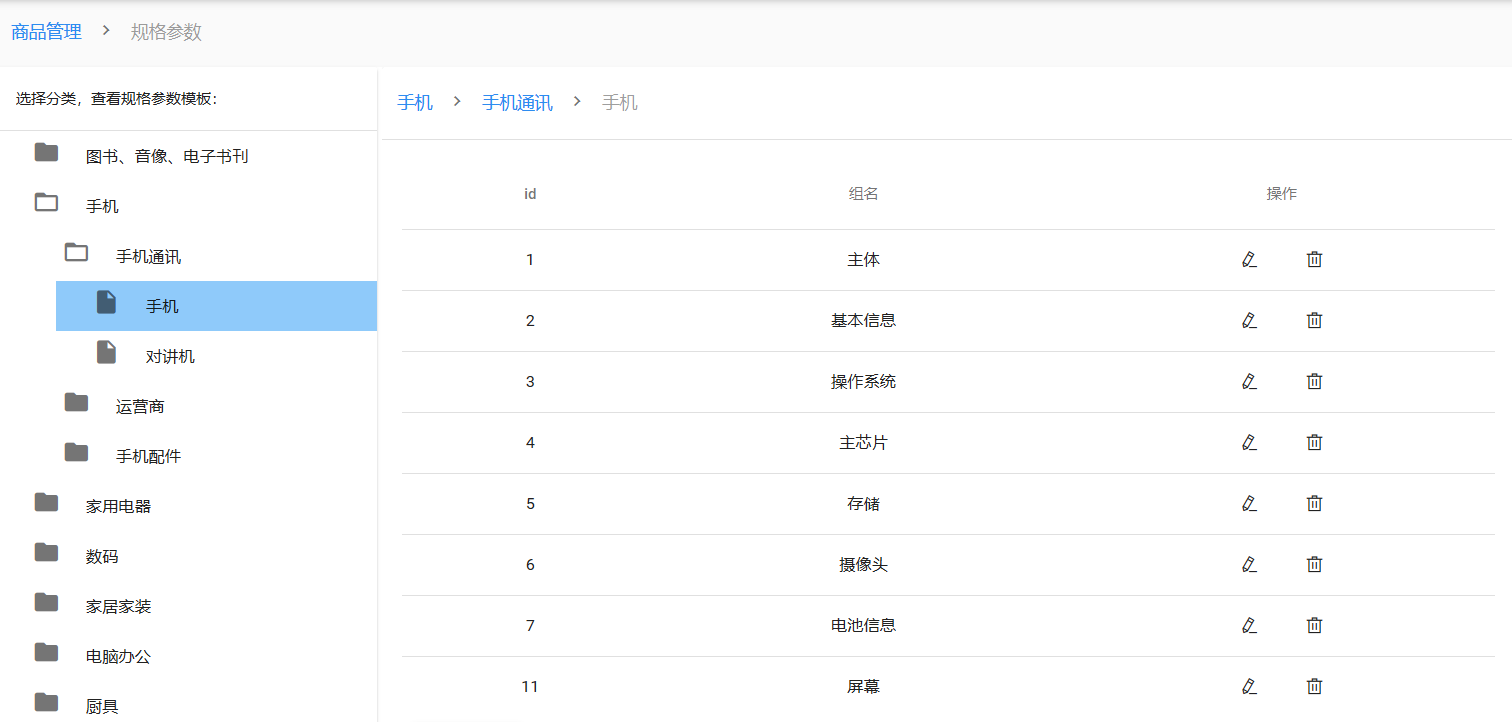 商品管理 > 规格参数
选择分类，查看规格参数模板：
图书、音像、电子书刊
手机
手机通讯
手机
对讲机
运营商
手机配件
家用电器
数码
家居家装
电脑办公
厨具
手机 > 手机通讯 > 手机
id 组名 操作
1 主体
2 基本信息
3 操作系统
4 主芯片
5 存储
6 摄像头
7 电池信息
11 屏幕